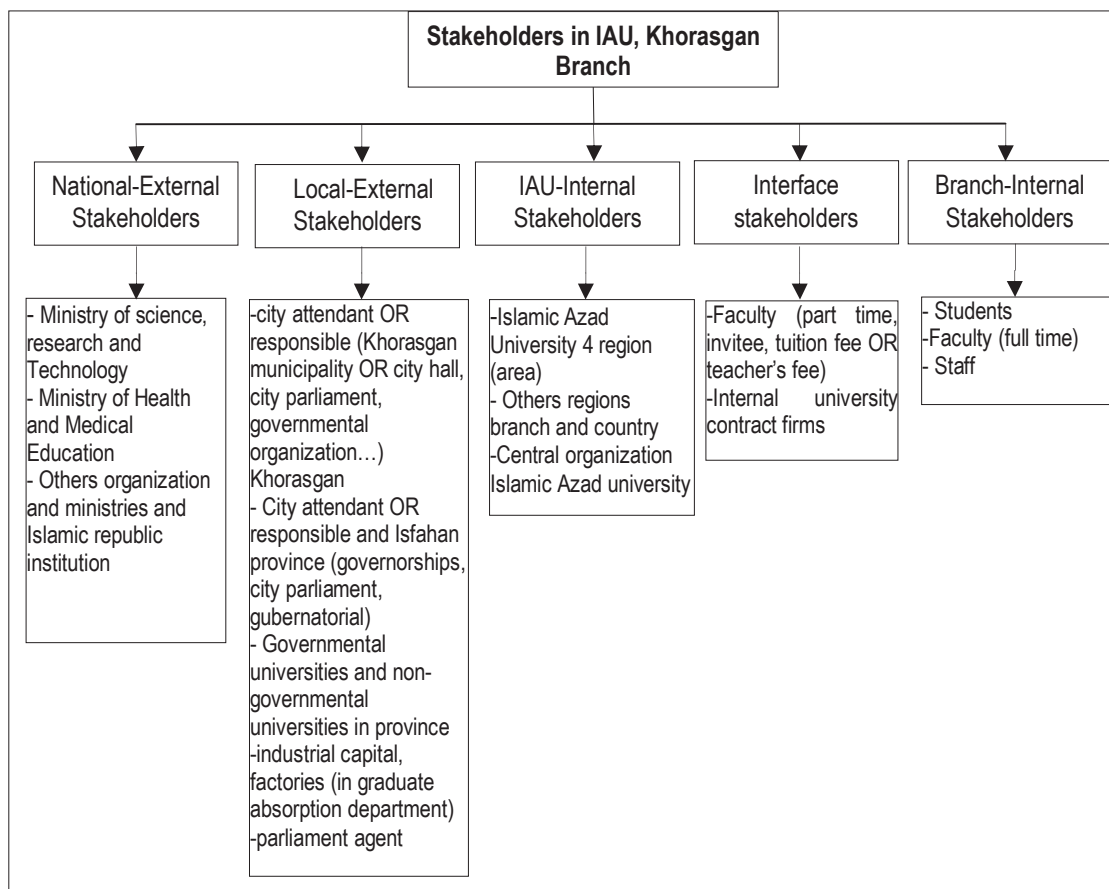 Stakeholders in IAU, Khorasgan
Branch
National-External
Stakeholders
Local-External
Stakeholders
IAU-Internal
Stakeholders
Interface
stakeholders
Branch-Internal
Stakeholders
- Ministry of science,
research and
Technology
- Ministry of Health
and Medical
Education
- Others organization
and ministries and
Islamic republic
institution
-city attendant OR
responsible (Khorasgan
municipality OR city hall,
city parliament,
governmental
organization…)
Khorasgan
- City attendant OR
responsible and Isfahan
province (governorships,
city parliament,
gubernatorial)
- Governmental
universities and non-
governmental
universities in province
-industrial capital,
factories (in graduate
absorption department)
-parliament agent
-Islamic Azad
University 4 region
(area)
- Others regions
branch and country
-Central organization
Islamic Azad university
-Faculty (part time,
invitee, tuition fee OR
teacher's fee)
-Internal university
contract firms
- Students
-Faculty (full time)
- Staff